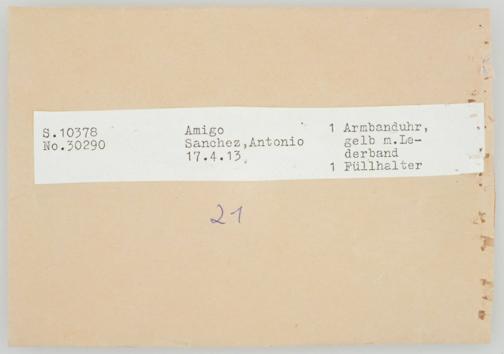 S.10378
No.30290
Amigo
Sanchez,Antonio
17.4.13.
1 Armbanduhr,
gelb m.Le-
derband
1 Füllhalter
21